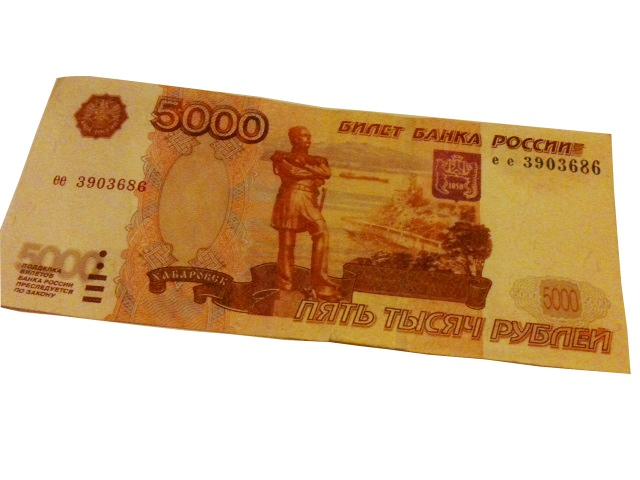 5000
БИЛЕТ БАНКА РОССИИ
ее 3903686
1858
ее 3903686
5000
ПОДДЕЛКА
БИЛЕТОВ
БАНКА РОССИИ
ПРЕСЛЕДУЕТСЯ
ПО ЗАКОНУ
ХАБАРОВСК
5000
ПЯТЬ ТЫСЯЧ РУБЛЕЙ